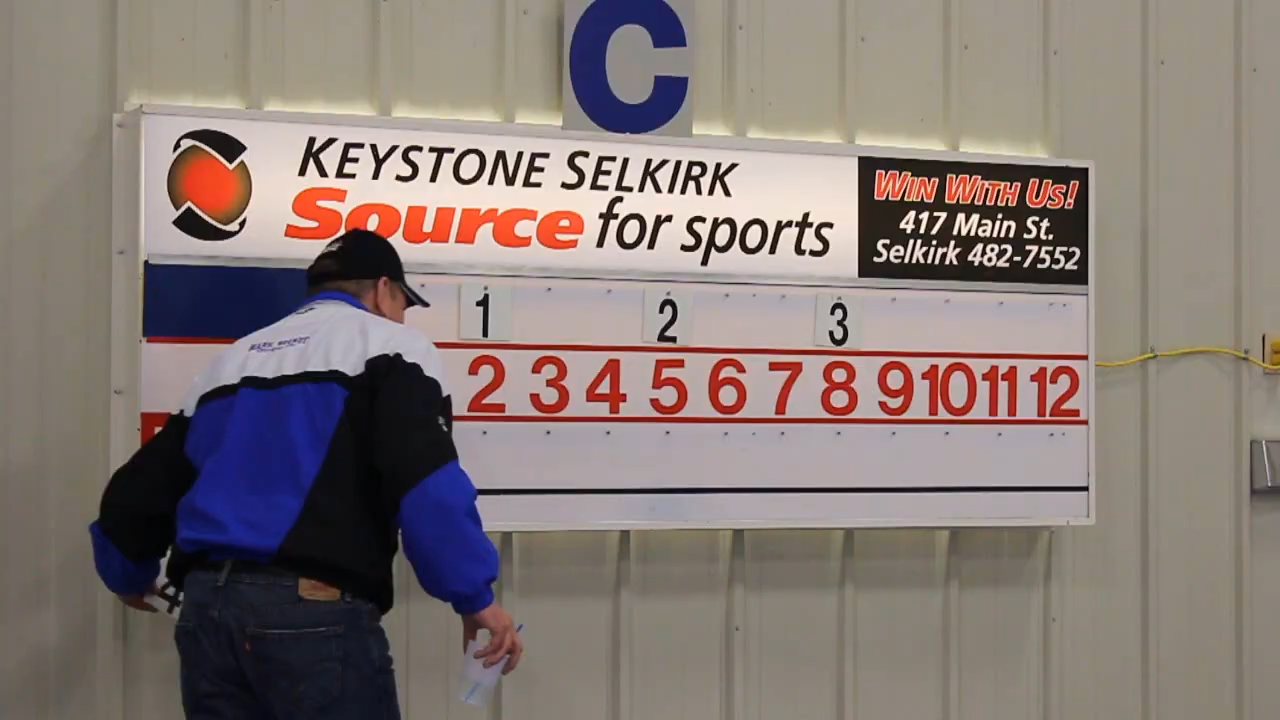 C
KEYSTONE SELKIRK
Source for sports
WIN WITH US!
417 Main St.
Selkirk 482-7552
1 2 3
2 3 4 5 6 7 8 9 10 11 12